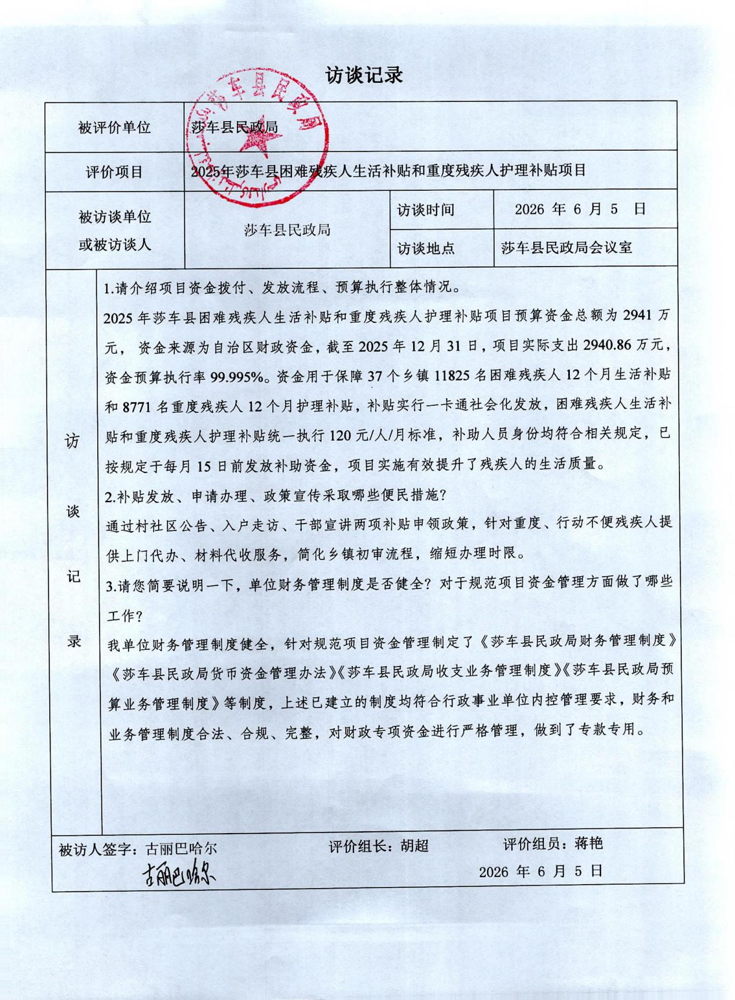 访谈记录
莎车县民政局
被评价单位 莎车县民政局
评价项目 2025年莎车县困难残疾人生活补贴和重度残疾人护理补贴项目
被访谈单位
或被访谈人
莎车县民政局
访谈时间 2026 年 6 月 5 日
访谈地点 莎车县民政局会议室
访谈记录
1.请介绍项目资金拨付、发放流程、预算执行整体情况。
2025 年莎车县困难残疾人生活补贴和重度残疾人护理补贴项目预算资金总额为 2941 万
元， 资金来源为自治区财政资金，截至 2025 年 12 月 31 日，项目实际支出 2940.86 万元，
资金预算执行率 99.995%。资金用于保障 37 个乡镇 11825 名困难残疾人 12 个月生活补贴
和 8771 名重度残疾人 12 个月护理补贴，补贴实行一卡通社会化发放，困难残疾人生活补
贴和重度残疾人护理补贴统一执行 120 元/人/月标准，补助人员身份均符合相关规定，已
按规定于每月 15 日前发放补助资金，项目实施有效提升了残疾人的生活质量。
2.补贴发放、申请办理、政策宣传采取哪些便民措施？
通过村社区公告、入户走访、干部宣讲两项补贴申领政策，针对重度、行动不便残疾人提
供上门代办、材料代收服务，简化乡镇初审流程，缩短办理时限。
3.请您简要说明一下，单位财务管理制度是否健全？对于规范项目资金管理方面做了哪些
工作？
我单位财务管理制度健全，针对规范项目资金管理制定了《莎车县民政局财务管理制度》
《莎车县民政局货币资金管理办法》《莎车县民政局收支业务管理制度》《莎车县民政局预
算业务管理制度》等制度，上述已建立的制度均符合行政事业单位内控管理要求，财务和
业务管理制度合法、合规、完整，对财政专项资金进行严格管理，做到了专款专用。
被访人签字：古丽巴哈尔 评价组长：胡超 评价组员：蒋艳
古丽巴哈尔
2026 年 6 月 5 日